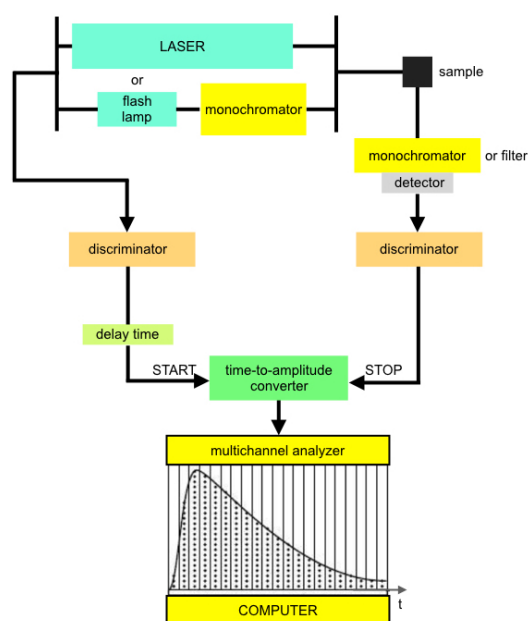 LASER
or
flash
lamp
monochromator
sample
monochromator
or filter
detector
discriminator
discriminator
delay time
START
time-to-amplitude
converter
STOP
multichannel analyzer
t
COMPUTER